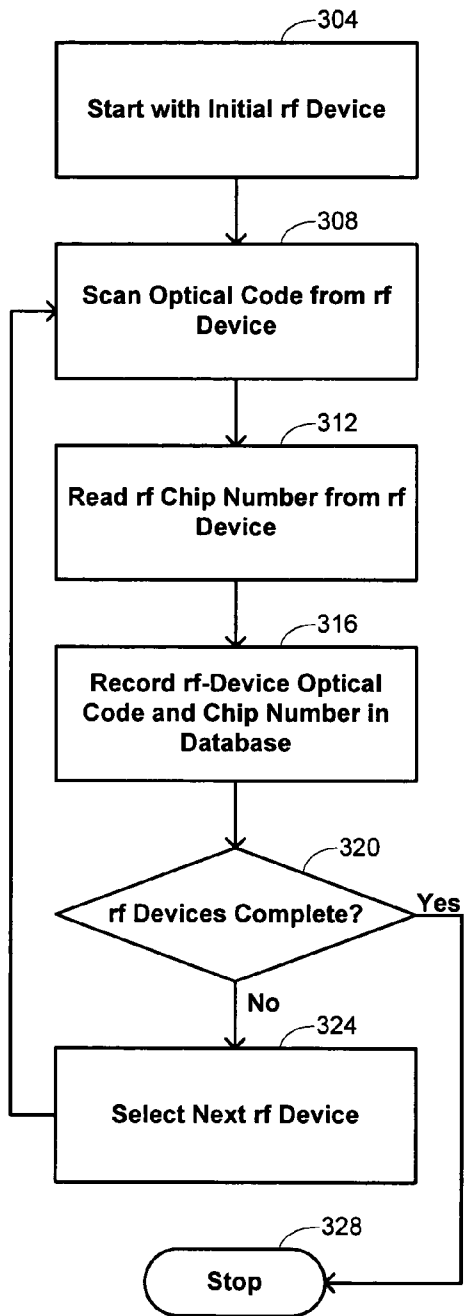 304
Start with Initial rf Device
308
Scan Optical Code from rf
Device
312
Read rf Chip Number from rf
Device
316
Record rf-Device Optical
Code and Chip Number in
Database
320
rf Devices Complete?
Yes
No
324
Select Next rf Device
328
Stop